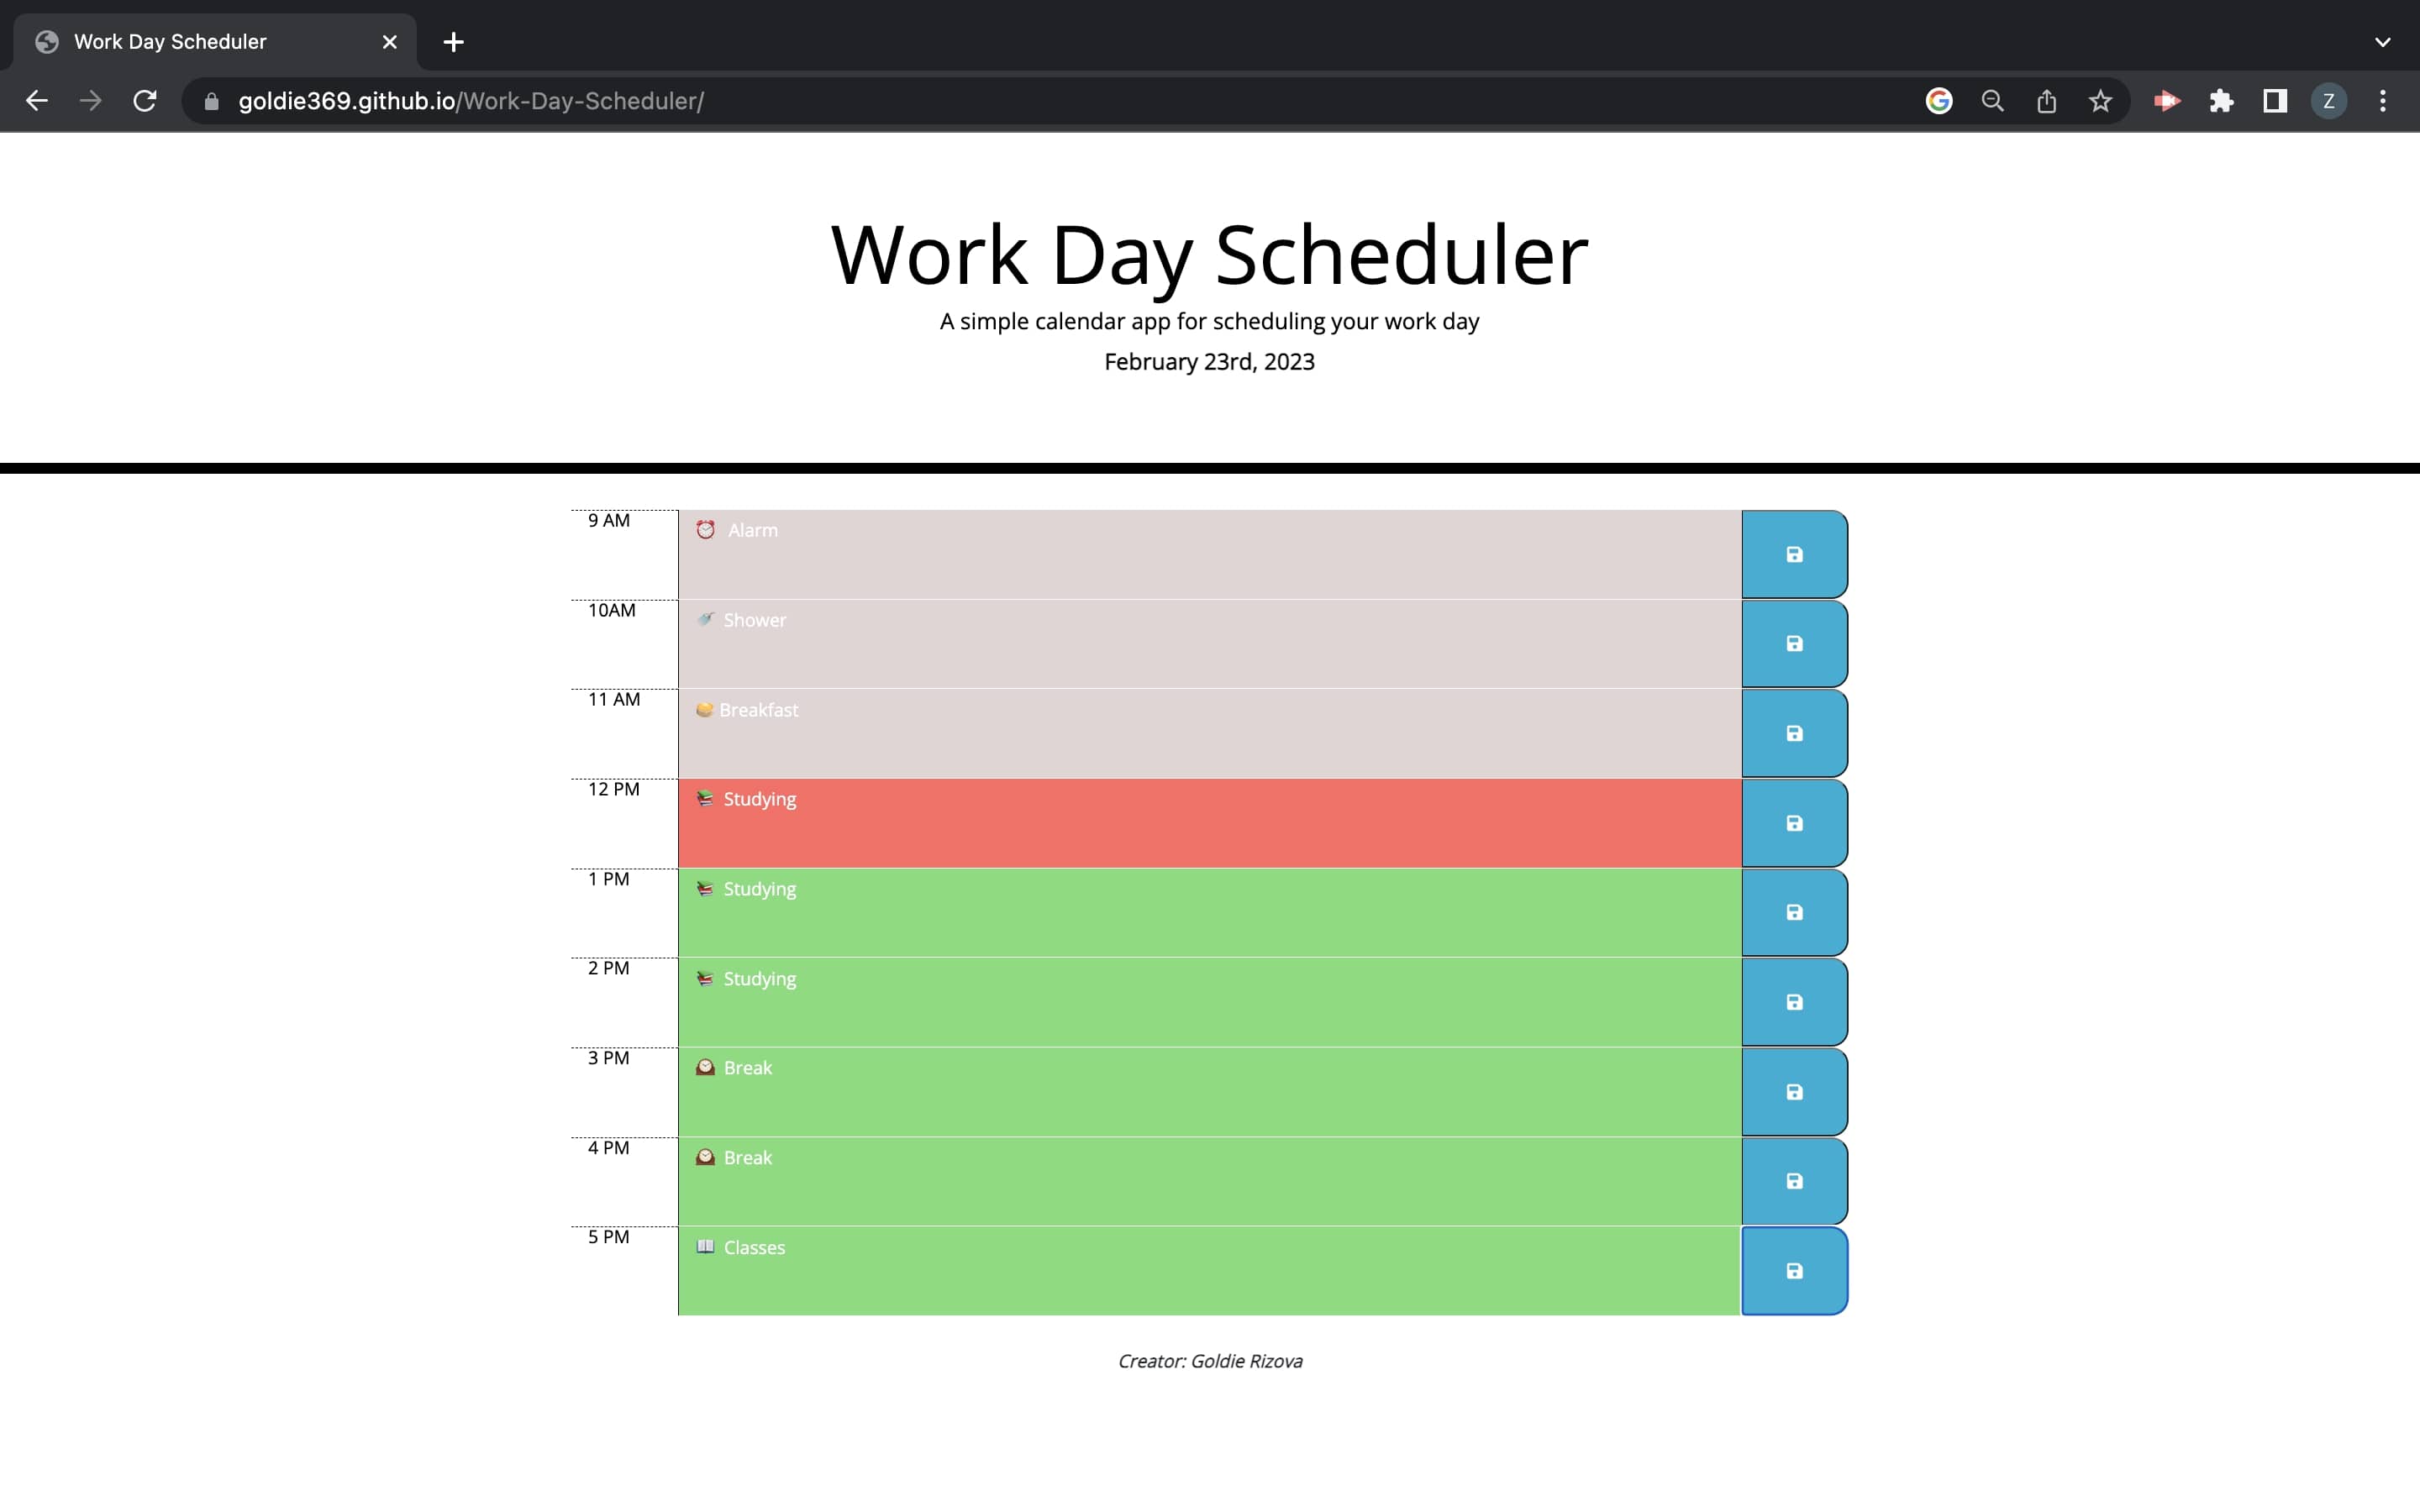 Work Day Scheduler
goldie369.github.io/Work-Day-Scheduler/
Z
Work Day Scheduler
A simple calendar app for scheduling your work day
February 23rd, 2023
9 AM ⏰ Alarm
10AM 🚿 Shower
11 AM 🥞 Breakfast
12 PM 📚 Studying
1 PM 📚 Studying
2 PM 📚 Studying
3 PM 🕰 Break
4 PM 🕰 Break
5 PM 📖 Classes
Creator: Goldie Rizova